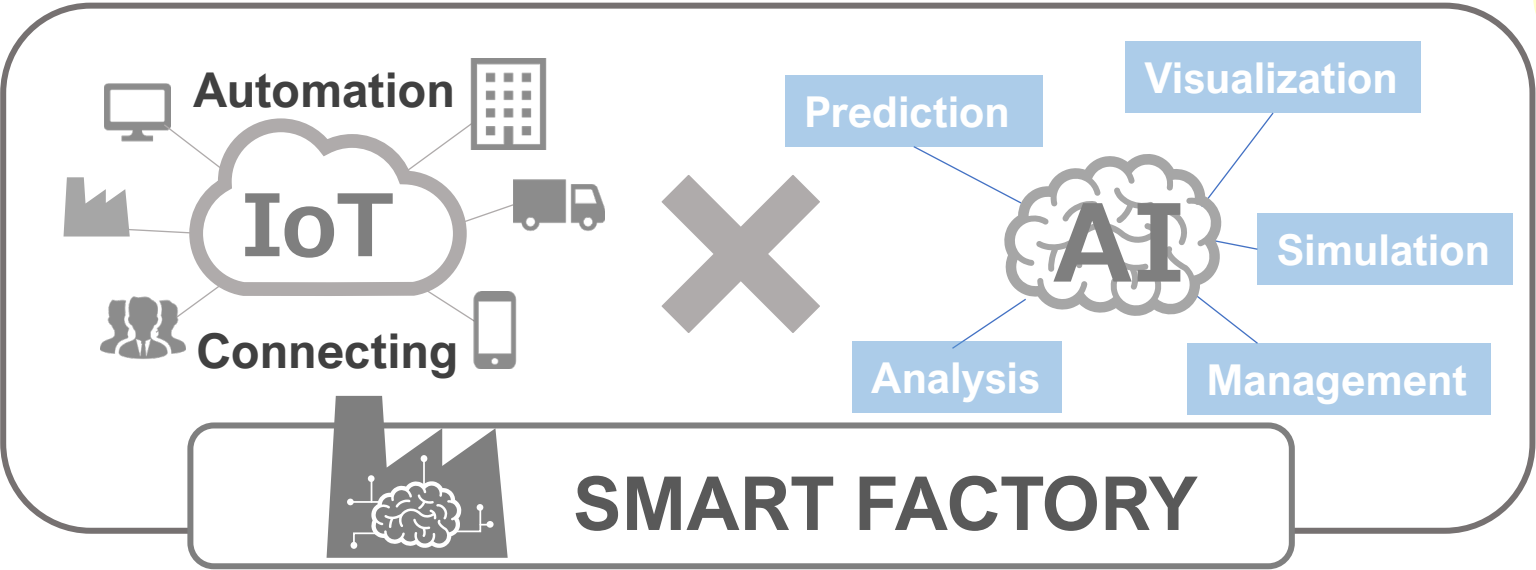 Automation
IoT
Connecting
Prediction
Visualization
AI
Simulation
Analysis
Management
SMART FACTORY